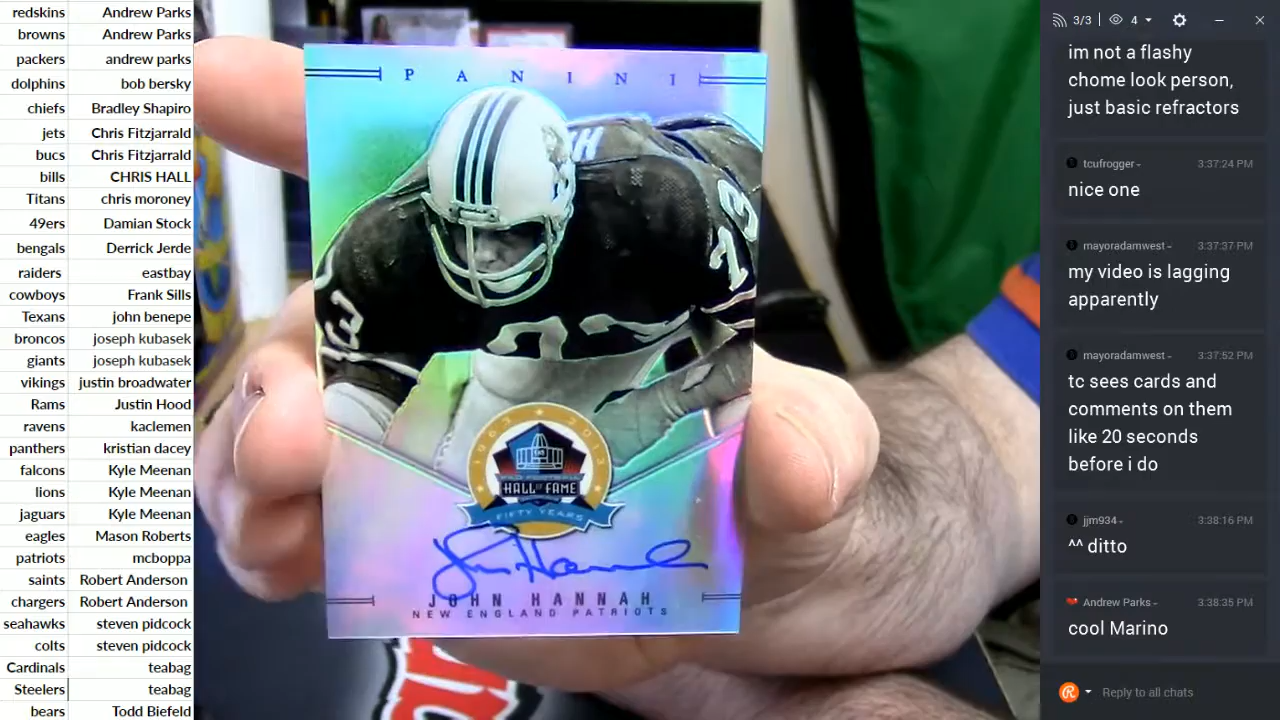 redskins Andrew Parks
browns Andrew Parks
packers andrew parks
dolphins bob bersky
chiefs Bradley Shapiro
jets Chris Fitzjarrald
bucs Chris Fitzjarrald
bills CHRIS HALL
Titans chris moroney
49ers Damian Stock
bengals Derrick Jerde
raiders eastbay
cowboys Frank Sills
Texans john benepe
broncos joseph kubasek
giants joseph kubasek
vikings justin broadwater
Rams Justin Hood
ravens kaclemen
panthers kristian dacey
falcons Kyle Meenan
lions Kyle Meenan
jaguars Kyle Meenan
eagles Mason Roberts
patriots mcboppa
saints Robert Anderson
chargers Robert Anderson
seahawks steven pidcock
colts steven pidcock
Cardinals teabag
Steelers teabag
bears Todd Biefeld
PANINI
73
1963 2013
PRO FOOTBALL
HALL OF FAME
FIFTY YEARS
John Hannah
JOHN HANNAH
NEW ENGLAND PATRIOTS
3/3 4
im not a flashy
chome look person,
just basic refractors
tcufrogger 3:37:24 PM
nice one
mayoradamwest 3:37:37 PM
my video is lagging
apparently
mayoradamwest 3:37:52 PM
tc sees cards and
comments on them
like 20 seconds
before i do
jjm934 3:38:16 PM
^^ ditto
Andrew Parks 3:38:35 PM
cool Marino
Reply to all chats